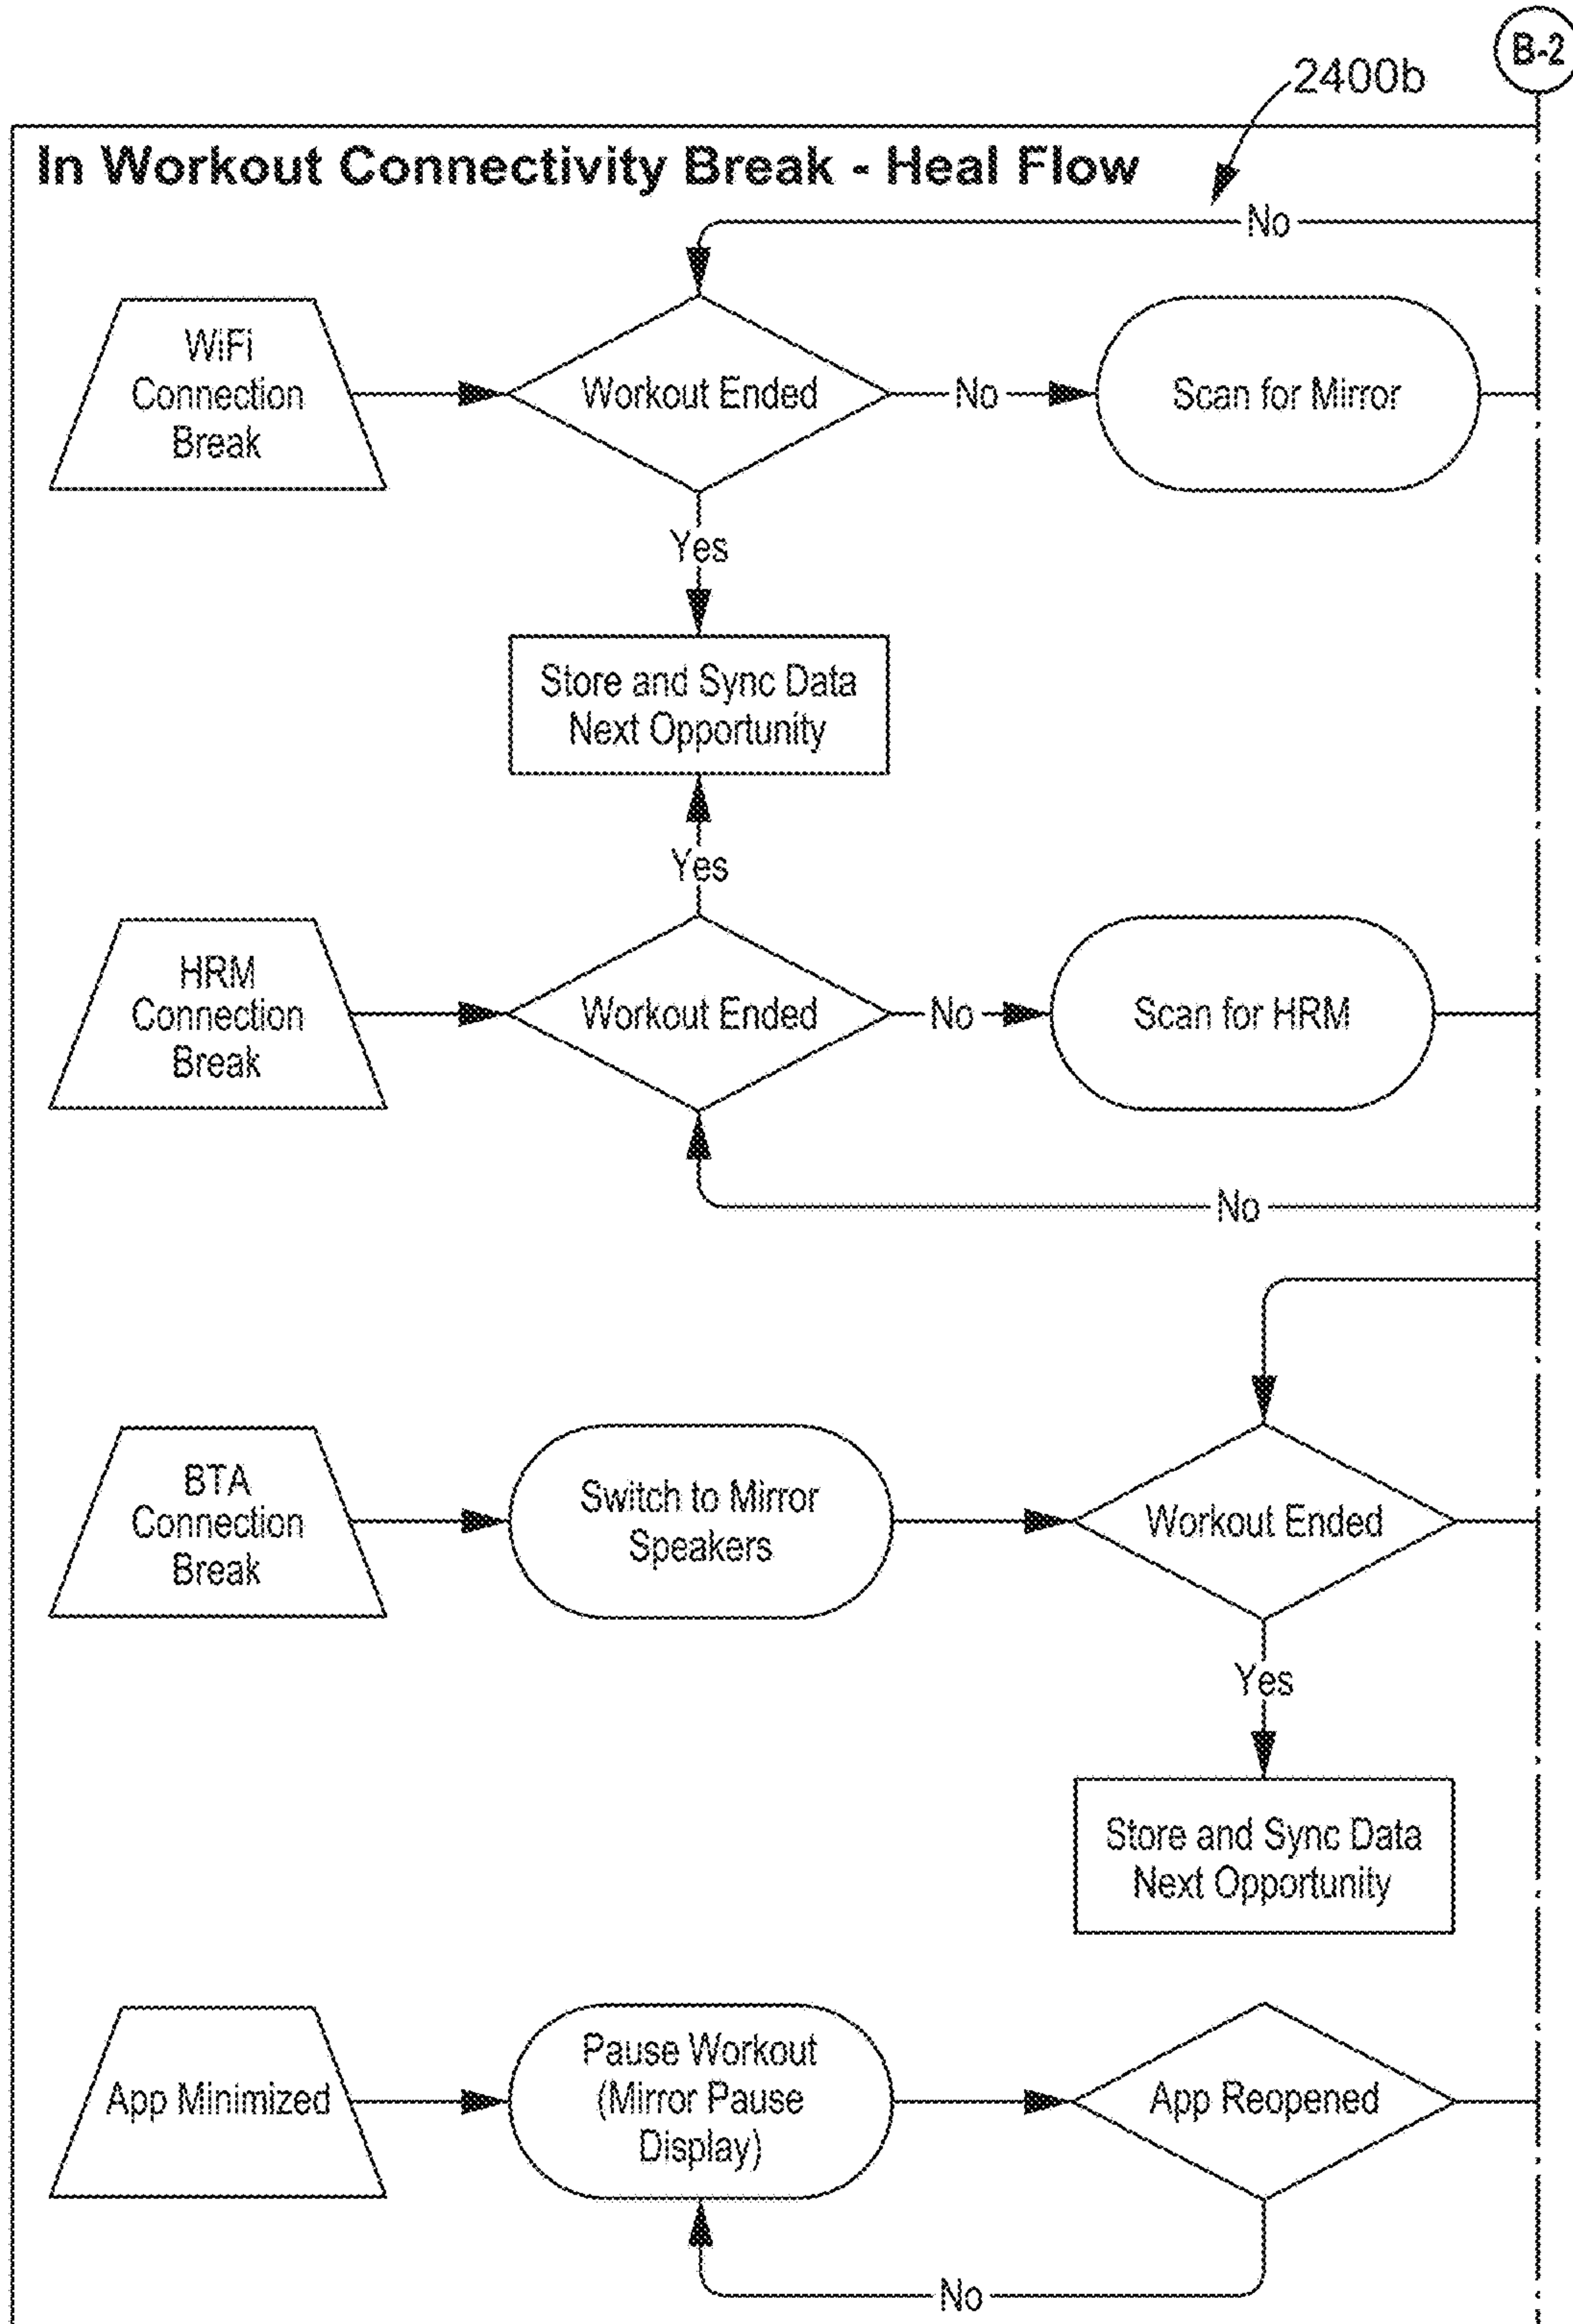 B-2
2400b
In Workout Connectivity Break - Heal Flow
No
WiFi
Connection
Break
Workout Ended
No
Scan for Mirror
Yes
Store and Sync Data
Next Opportunity
Yes
HRM
Connection
Break
Workout Ended
No
Scan for HRM
No
BTA
Connection
Break
Switch to Mirror
Speakers
Workout Ended
Yes
Store and Sync Data
Next Opportunity
App Minimized
Pause Workout
(Mirror Pause
Display)
App Reopened
No